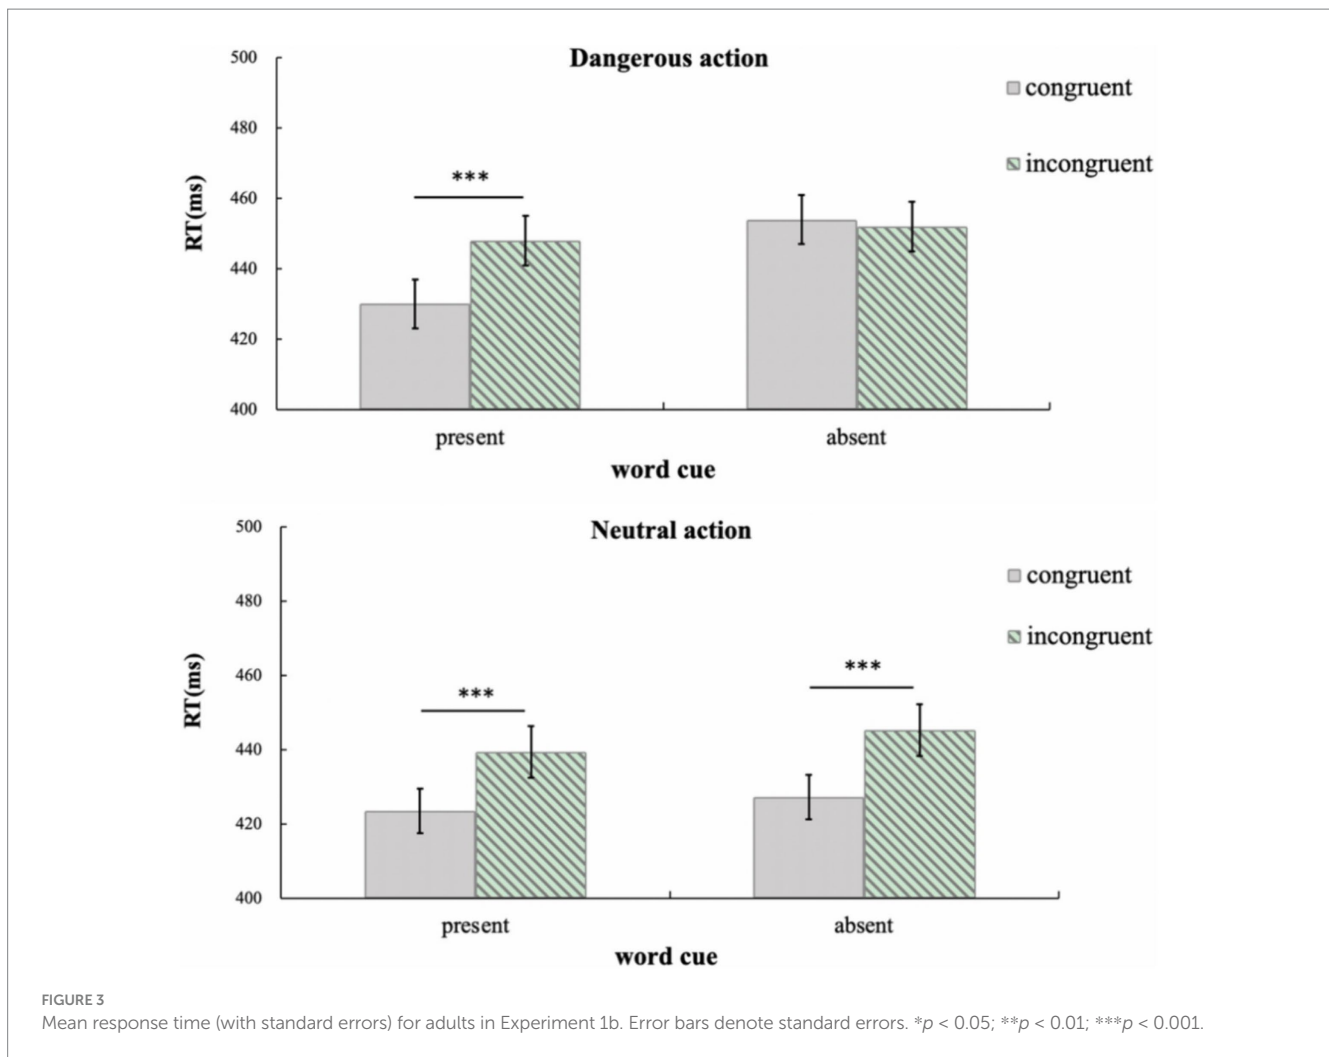 Dangerous action
500
480
460
440
420
400
RT(ms)
***
congruent
incongruent
present
absent
word cue
Neutral action
500
480
460
440
420
400
RT(ms)
***
***
congruent
incongruent
present
absent
word cue
FIGURE 3
Mean response time (with standard errors) for adults in Experiment 1b. Error bars denote standard errors. *p < 0.05; **p < 0.01; ***p < 0.001.